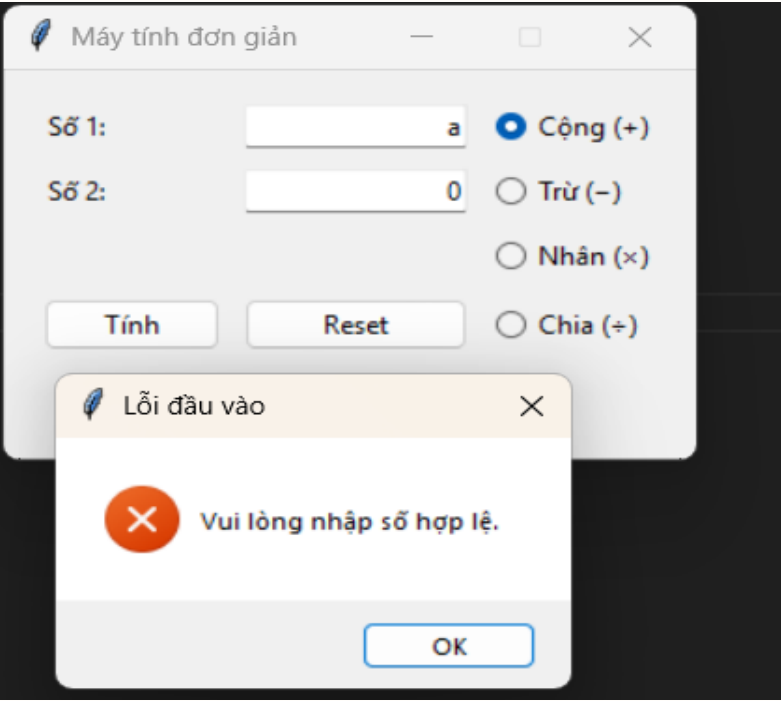 Máy tính đơn giản
Số 1: a Cộng (+)
Số 2: 0 Trừ (−)
Nhân (×)
Tính Reset Chia (÷)
Lỗi đầu vào
Vui lòng nhập số hợp lệ.
OK